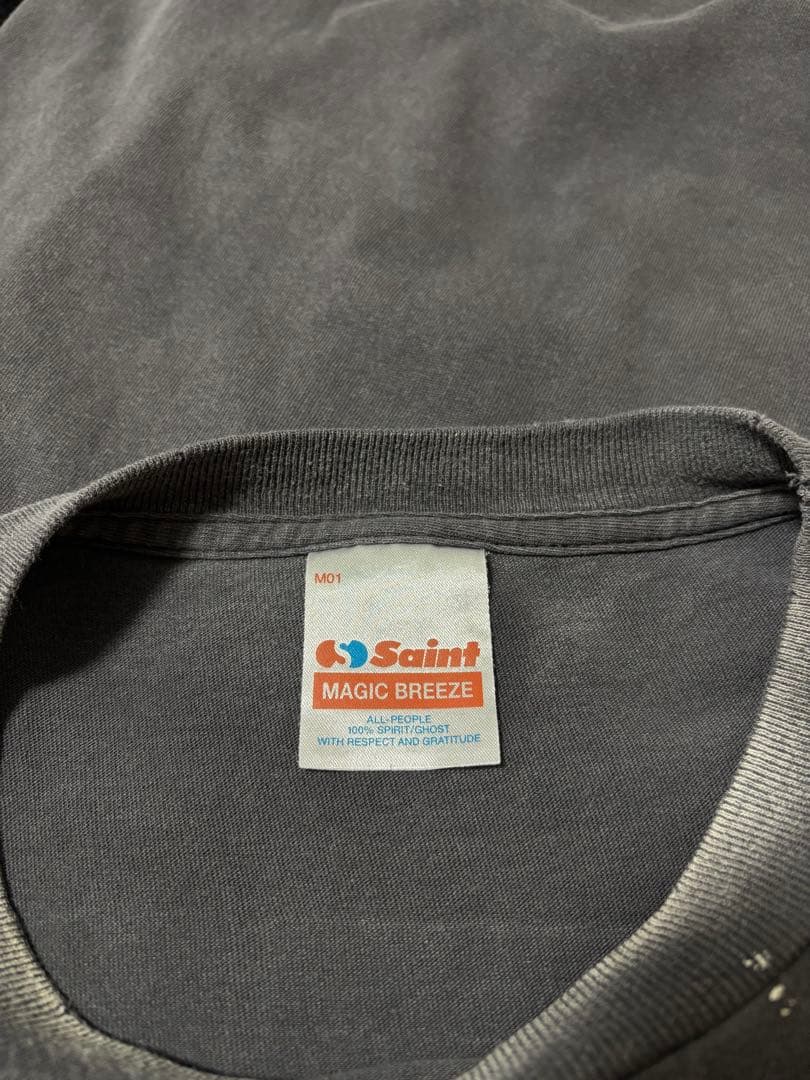 M01
Saint
MAGIC BREEZE
ALL-PEOPLE
100% SPIRIT/GHOST
WITH RESPECT AND GRATITUDE